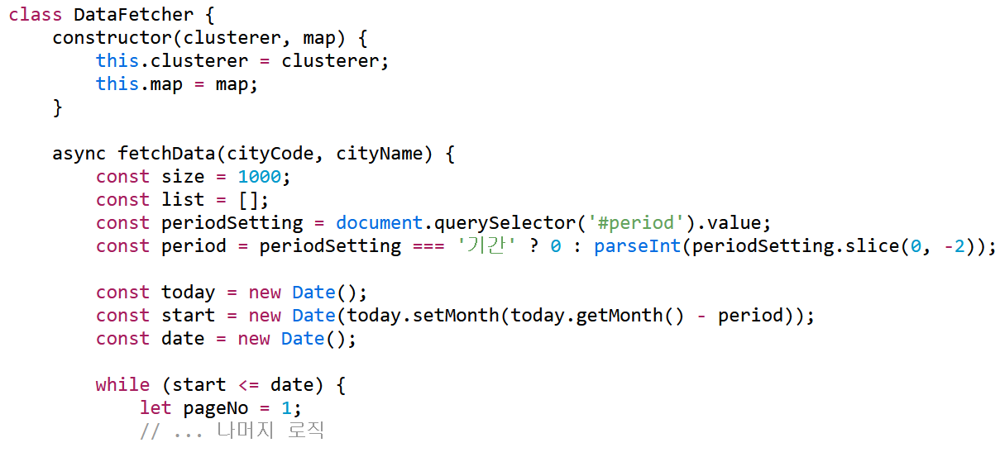 class DataFetcher {
    constructor(clusterer, map) {
        this.clusterer = clusterer;
        this.map = map;
    }

    async fetchData(cityCode, cityName) {
        const size = 1000;
        const list = [];
        const periodSetting = document.querySelector('#period').value;
        const period = periodSetting === '기간' ? 0 : parseInt(periodSetting.slice(0, -2));

        const today = new Date();
        const start = new Date(today.setMonth(today.getMonth() - period));
        const date = new Date();

        while (start <= date) {
            let pageNo = 1;
            // ... 나머지 로직